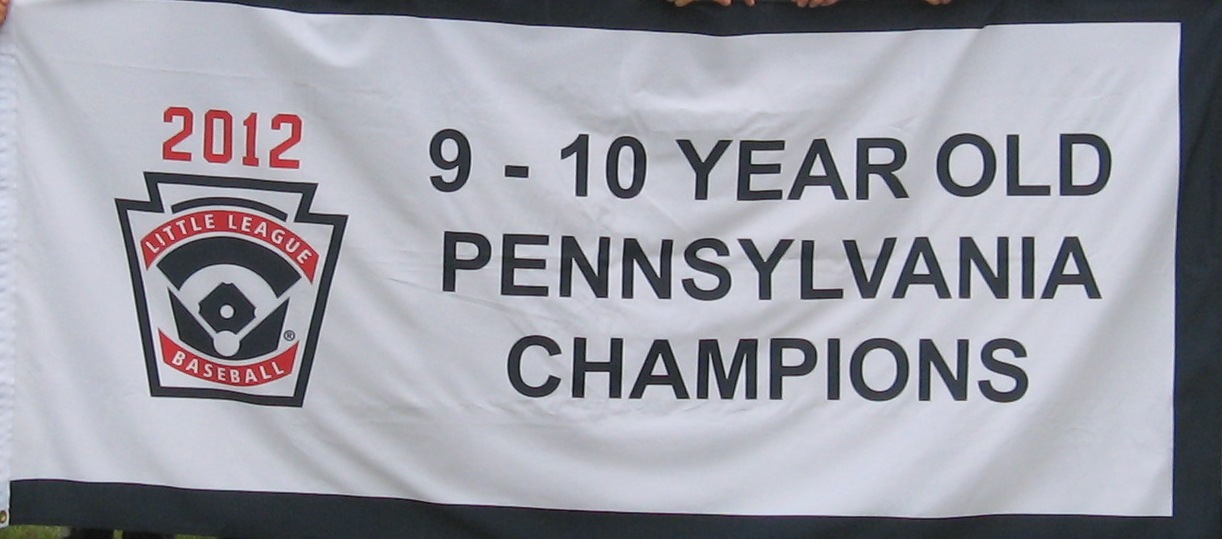 2012
LITTLE LEAGUE
BASEBALL
®
9 - 10 YEAR OLD
PENNSYLVANIA
CHAMPIONS